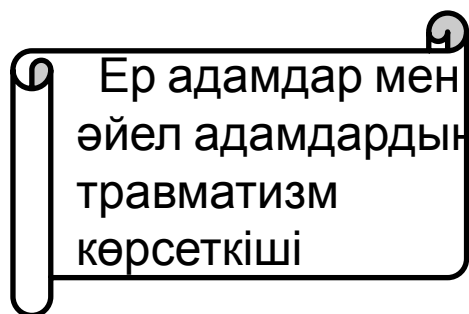 Ер адамдар мен
әйел адамдардың
травматизм
көрсеткіші